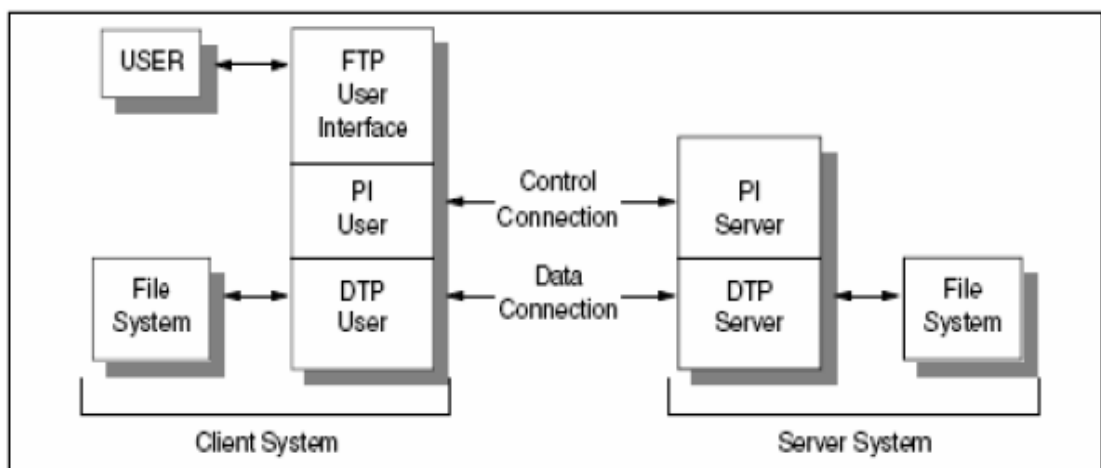 USER
FTP
User
Interface
PI
User
Control
Connection
PI
Server
File
System
DTP
User
Data
Connection
DTP
Server
File
System
Client System
Server System